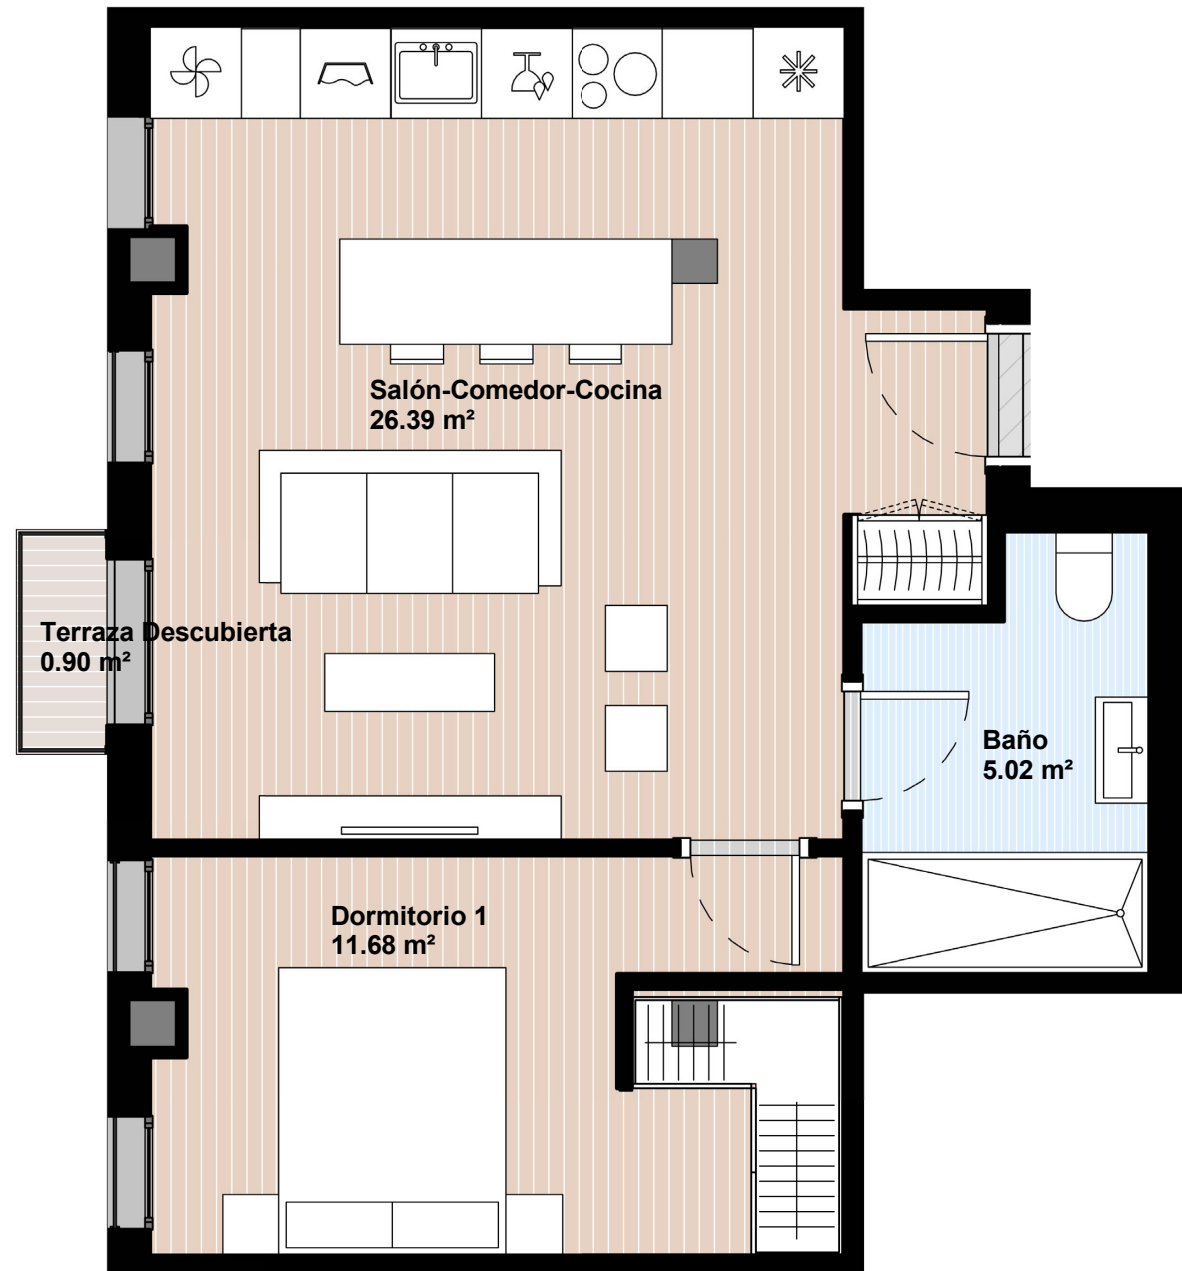 Salón-Comedor-Cocina
26.39 m²
Terraza Descubierta
0.90 m²
Baño
5.02 m²
Dormitorio 1
11.68 m²